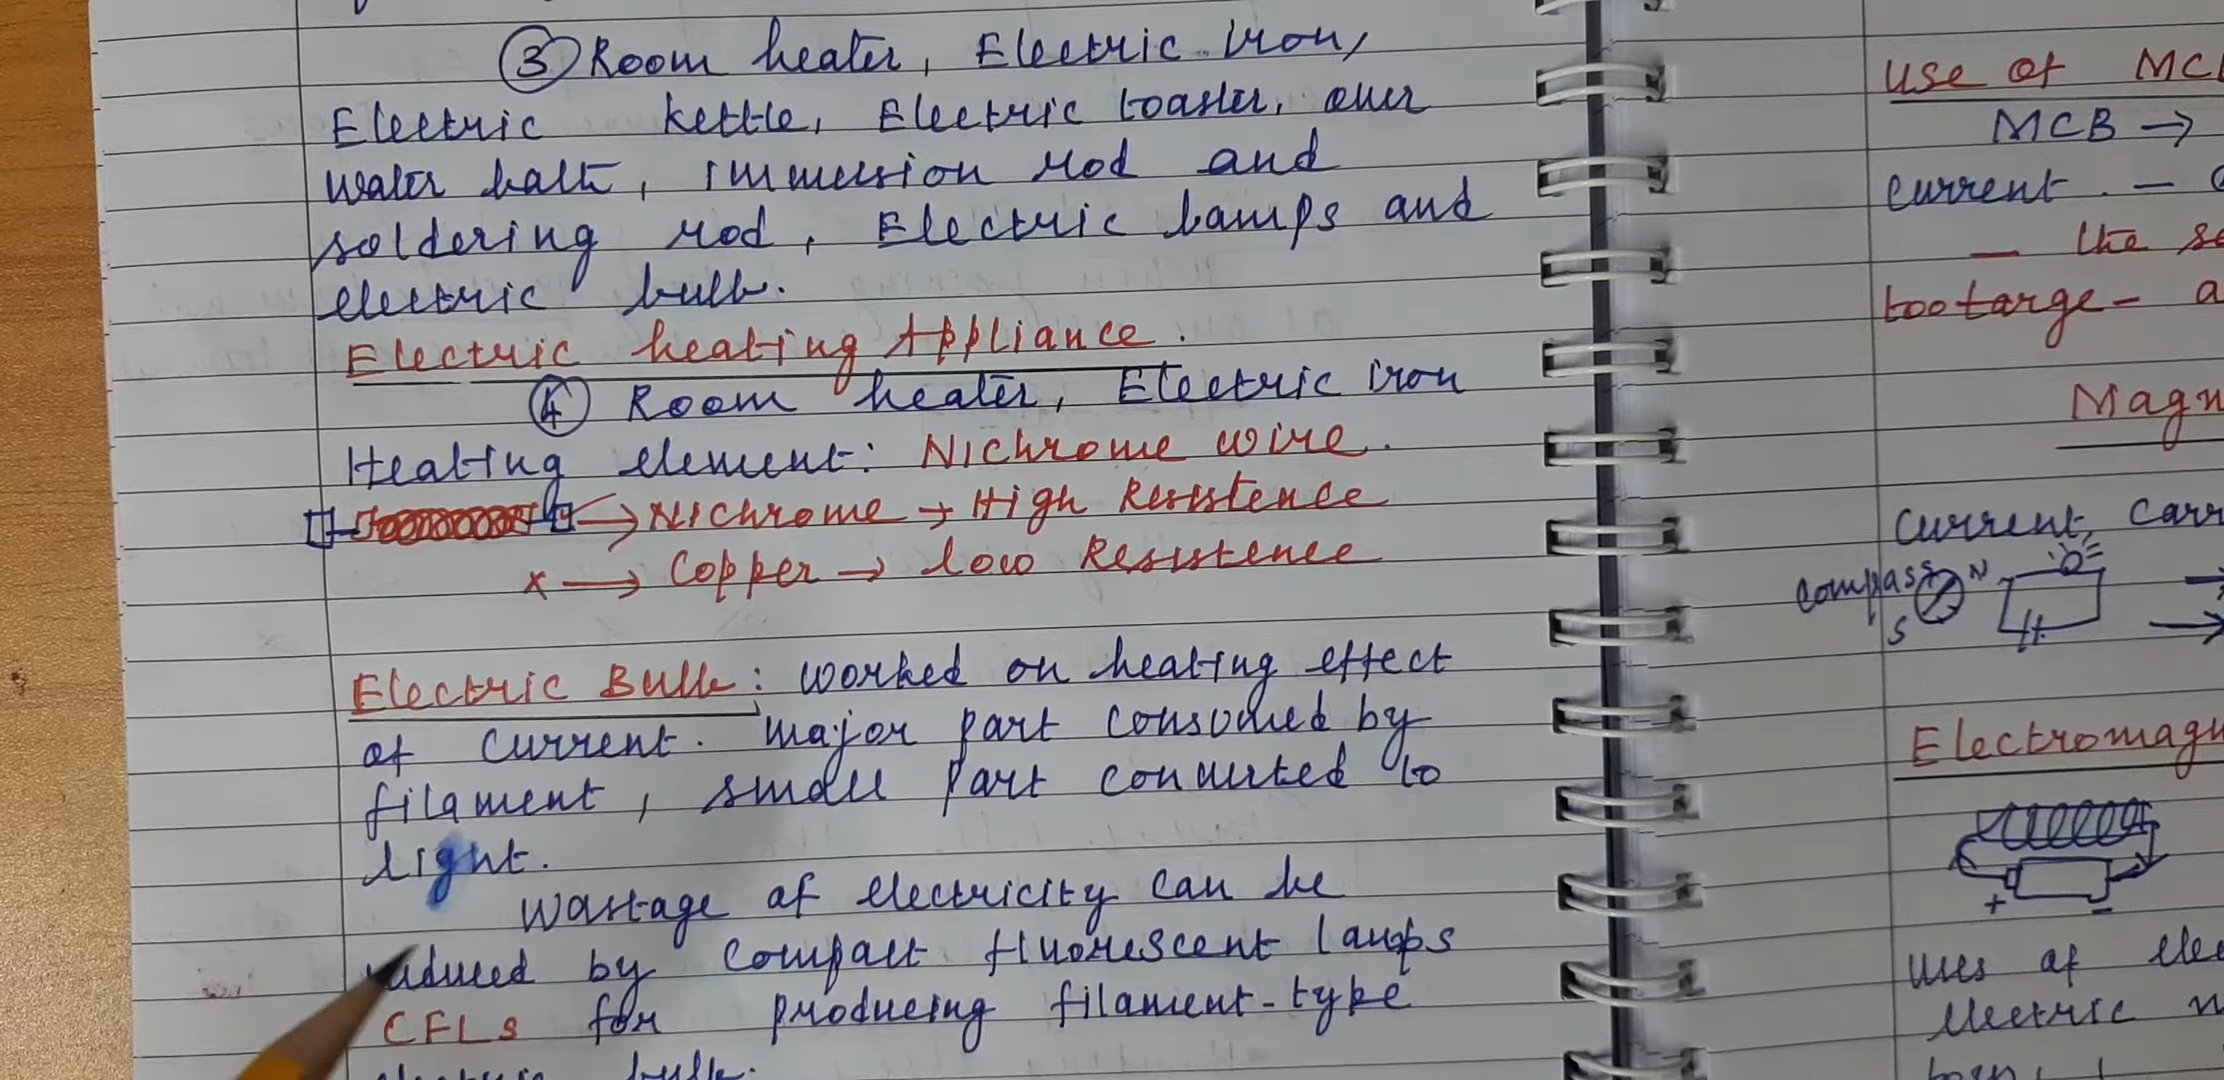 ③ Room heater, Electric iron,
Electric kettle, Electric toaster, over
water bath, immersion rod and
soldering rod, Electric Lamps and
electric bulb.
Electric heating Appliance.
④ Room heater, Electric iron
Heating element: Nichrome wire.
→ Nichrome → High Resistence
x → Copper → low Resistence
Electric Bulb: worked on heating effect
of current. Major part consumed by
filament, small part converted to
light.
Wastage of electricity can be
reduced by compact fluorescent lamps
CFLs for producing filament-type
bulb.
use of
MCB →
current. —
— the
too large -
Magn
current, carr
compass N
S
Electromagn
+ -
uses of ele
electric